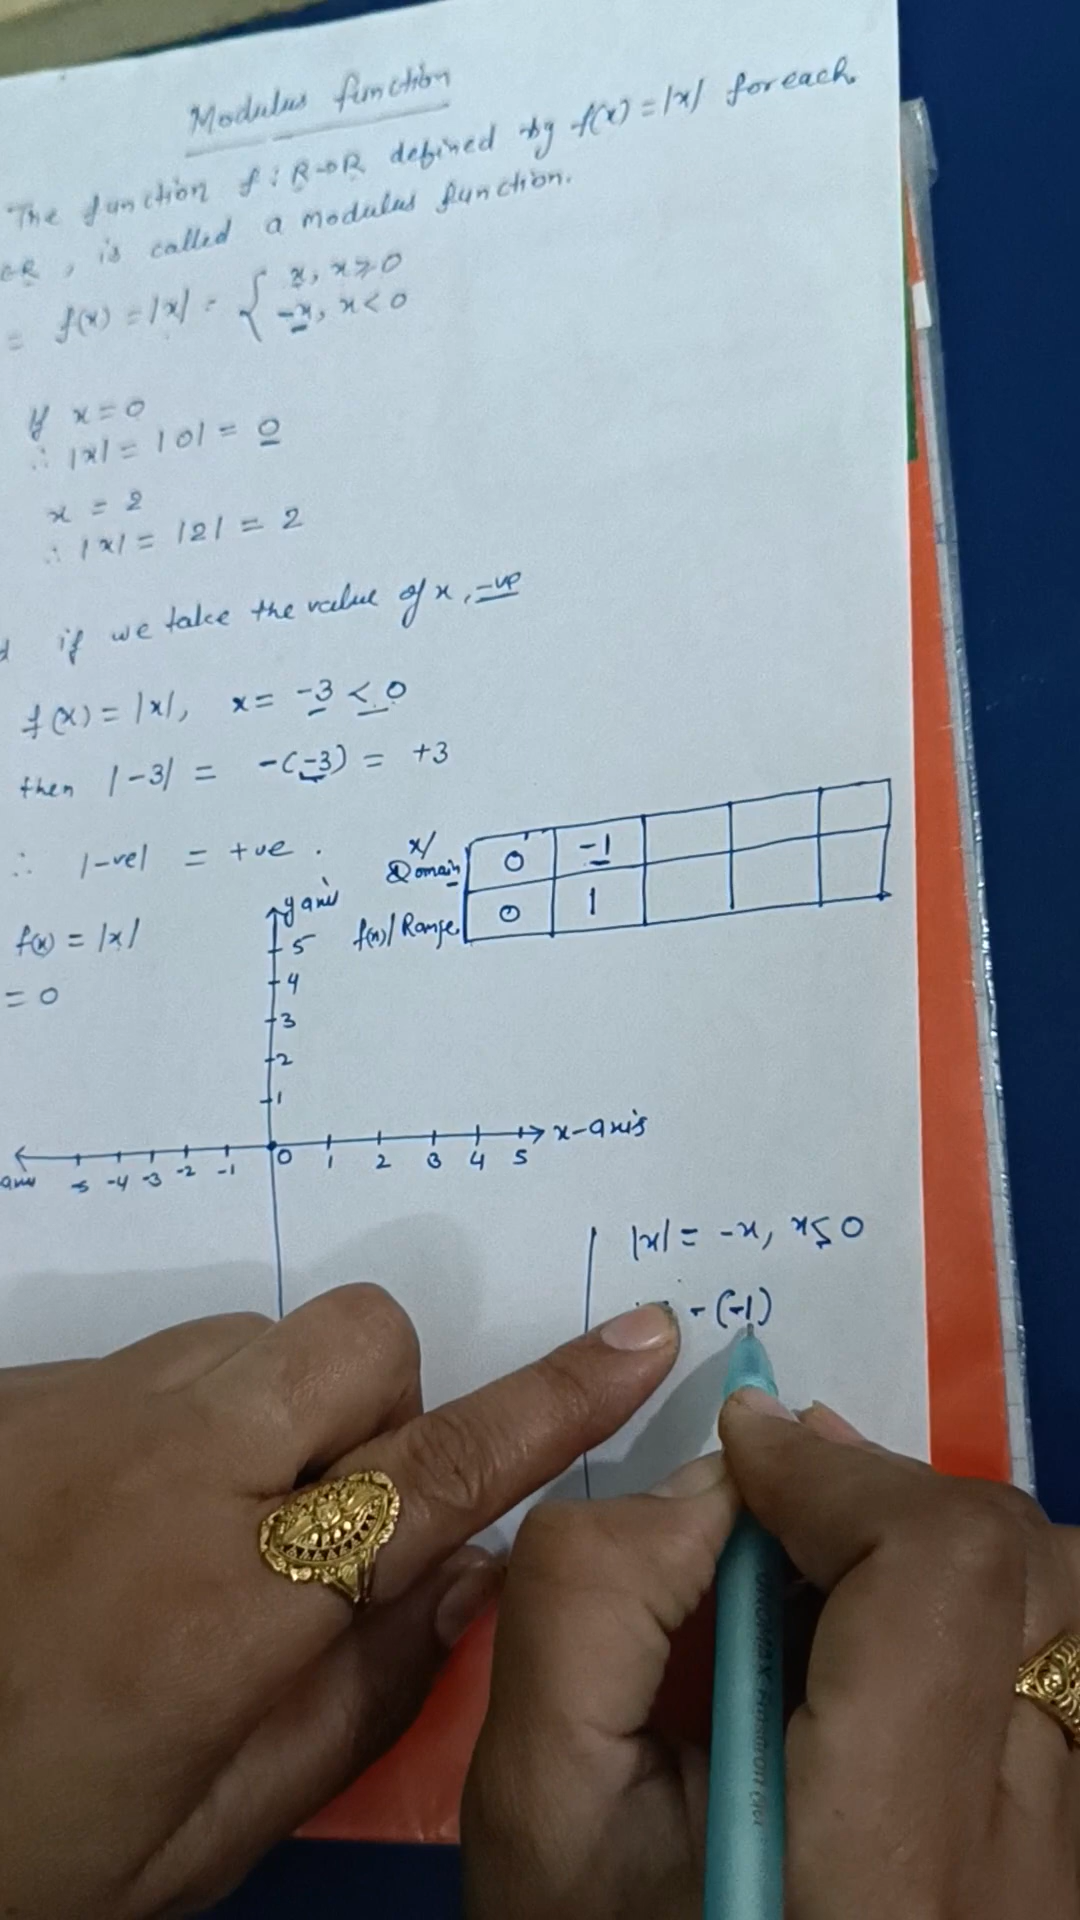 Modulus function
The function f : R→R defined by f(x) = |x| for each
∈R, is called a modulus function.
= f(x) = |x| = { x, x≥0
-x, x<0
If x=0
∴ |x| = |0| = 0
x = 2
∴ |x| = |2| = 2
if we take the value of x, -ve
f(x) = |x|, x = -3 < 0
then |-3| = -(-3) = +3
∴ |-ve| = +ve .
x/ Domain 0 -1
f(x)/ Range 0 1
f(x) = |x|
= 0
y axis
5
4
3
2
1
x-axis
-5 -4 -3 -2 -1 0 1 2 3 4 5
|x| = -x, x≤0
- (-1)